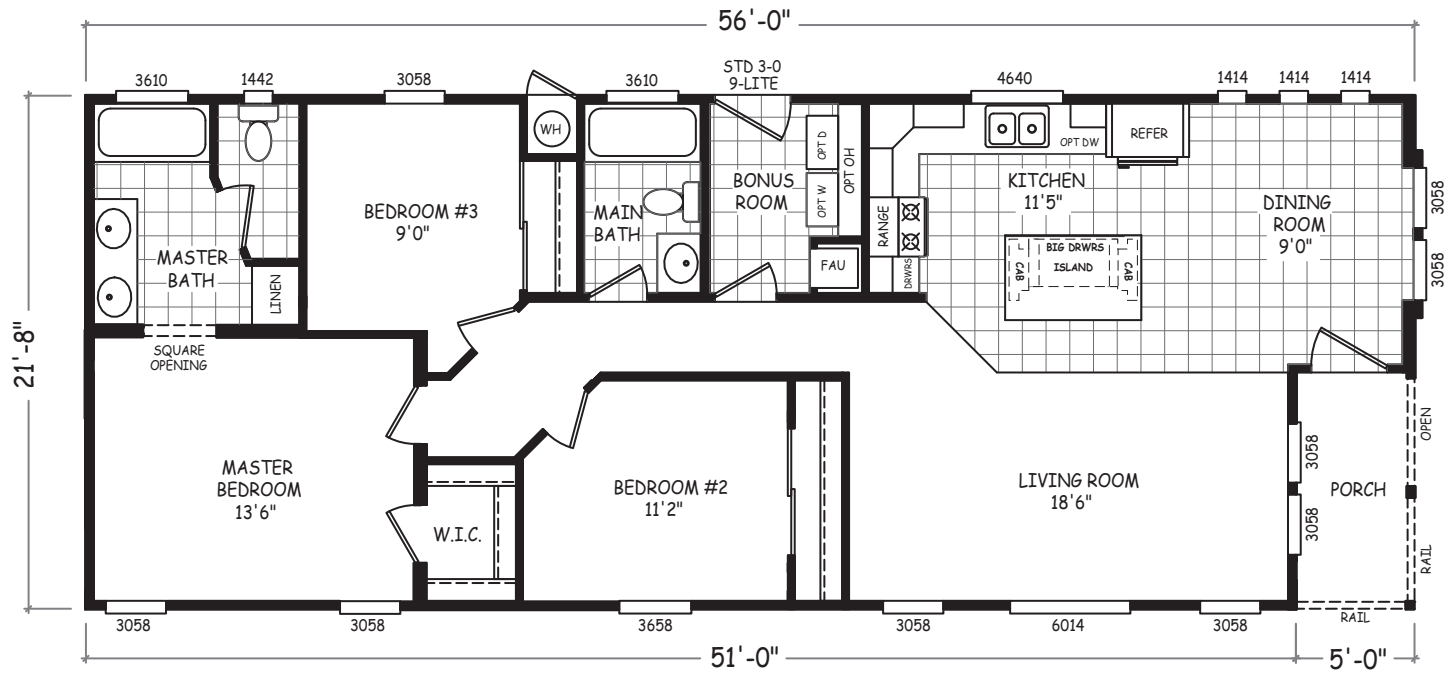 56'-0"
3610
1442
3058
3610
STD 3-0
9-LITE
4640
1414
1414
1414
WH
OPT D
OPT OH
OPT W
OPT DW
REFER
BEDROOM #3
9'0"
MAIN
BATH
BONUS
ROOM
KITCHEN
11'5"
DINING
ROOM
9'0"
3058
3058
RANGE
DRWRS
FAU
BIG DRWRS
ISLAND
CAB
CAB
MASTER
BATH
LINEN
SQUARE
OPENING
21'-8"
MASTER
BEDROOM
13'6"
W.I.C.
BEDROOM #2
11'2"
LIVING ROOM
18'6"
3058
3058
PORCH
OPEN
RAIL
RAIL
3058
3058
3658
3058
6014
3058
51'-0"
5'-0"